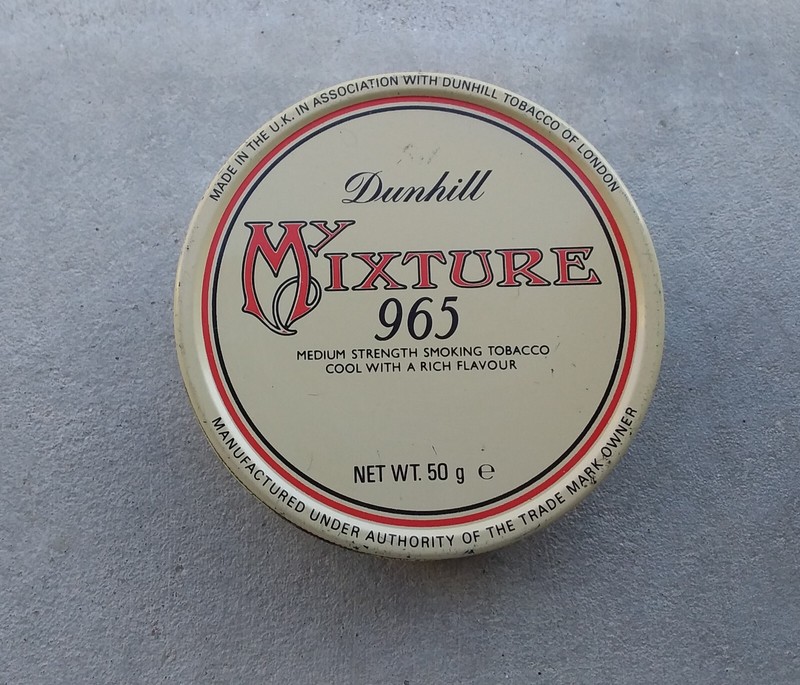 MADE IN THE U.K. IN ASSOCIATION WITH DUNHILL TOBACCO OF LONDON
Dunhill
My MIXTURE
965
MEDIUM STRENGTH SMOKING TOBACCO
COOL WITH A RICH FLAVOUR
NET WT. 50 g ℮
MANUFACTURED UNDER AUTHORITY OF THE TRADE MARK OWNER